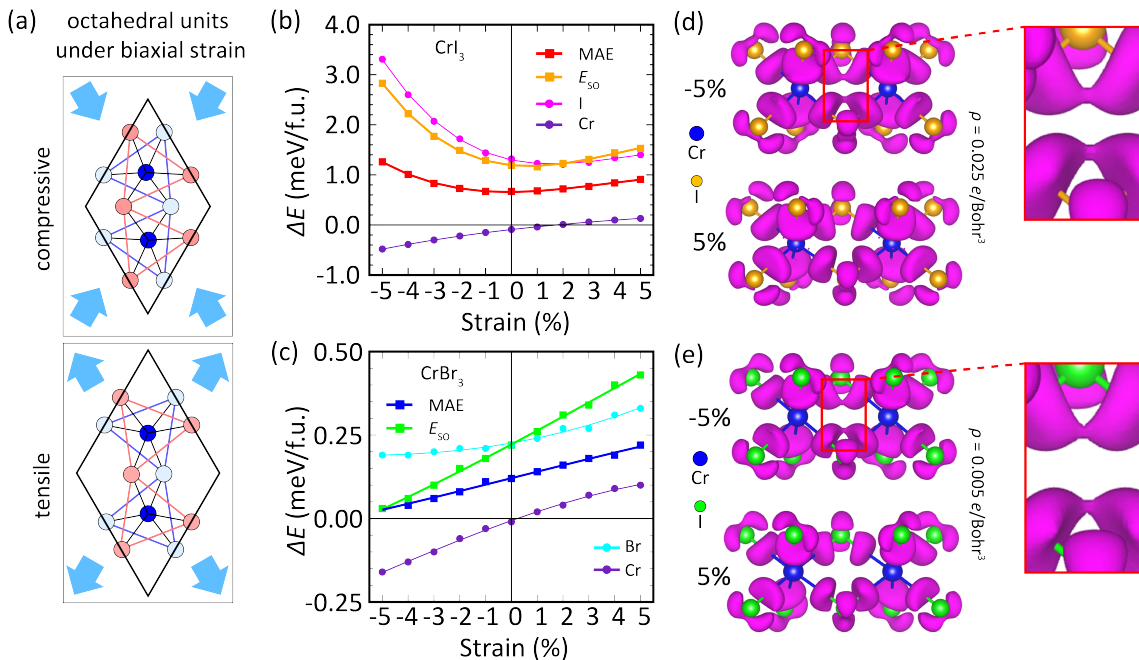 (a)
octahedral units
under biaxial strain
compressive
tensile
(b)
CrI3
MAE
ESO
I
Cr
4.0
3.0
2.0
1.0
0.0
-1.0
ΔE (meV/f.u.)
-5 -4 -3 -2 -1 0 1 2 3 4 5
Strain (%)
(c)
CrBr3
MAE
ESO
Br
Cr
0.50
0.25
0.00
-0.25
ΔE (meV/f.u.)
-5 -4 -3 -2 -1 0 1 2 3 4 5
Strain (%)
(d)
-5%
Cr
I
5%
ρ = 0.025 e/Bohr³
(e)
-5%
Cr
I
5%
ρ = 0.005 e/Bohr³